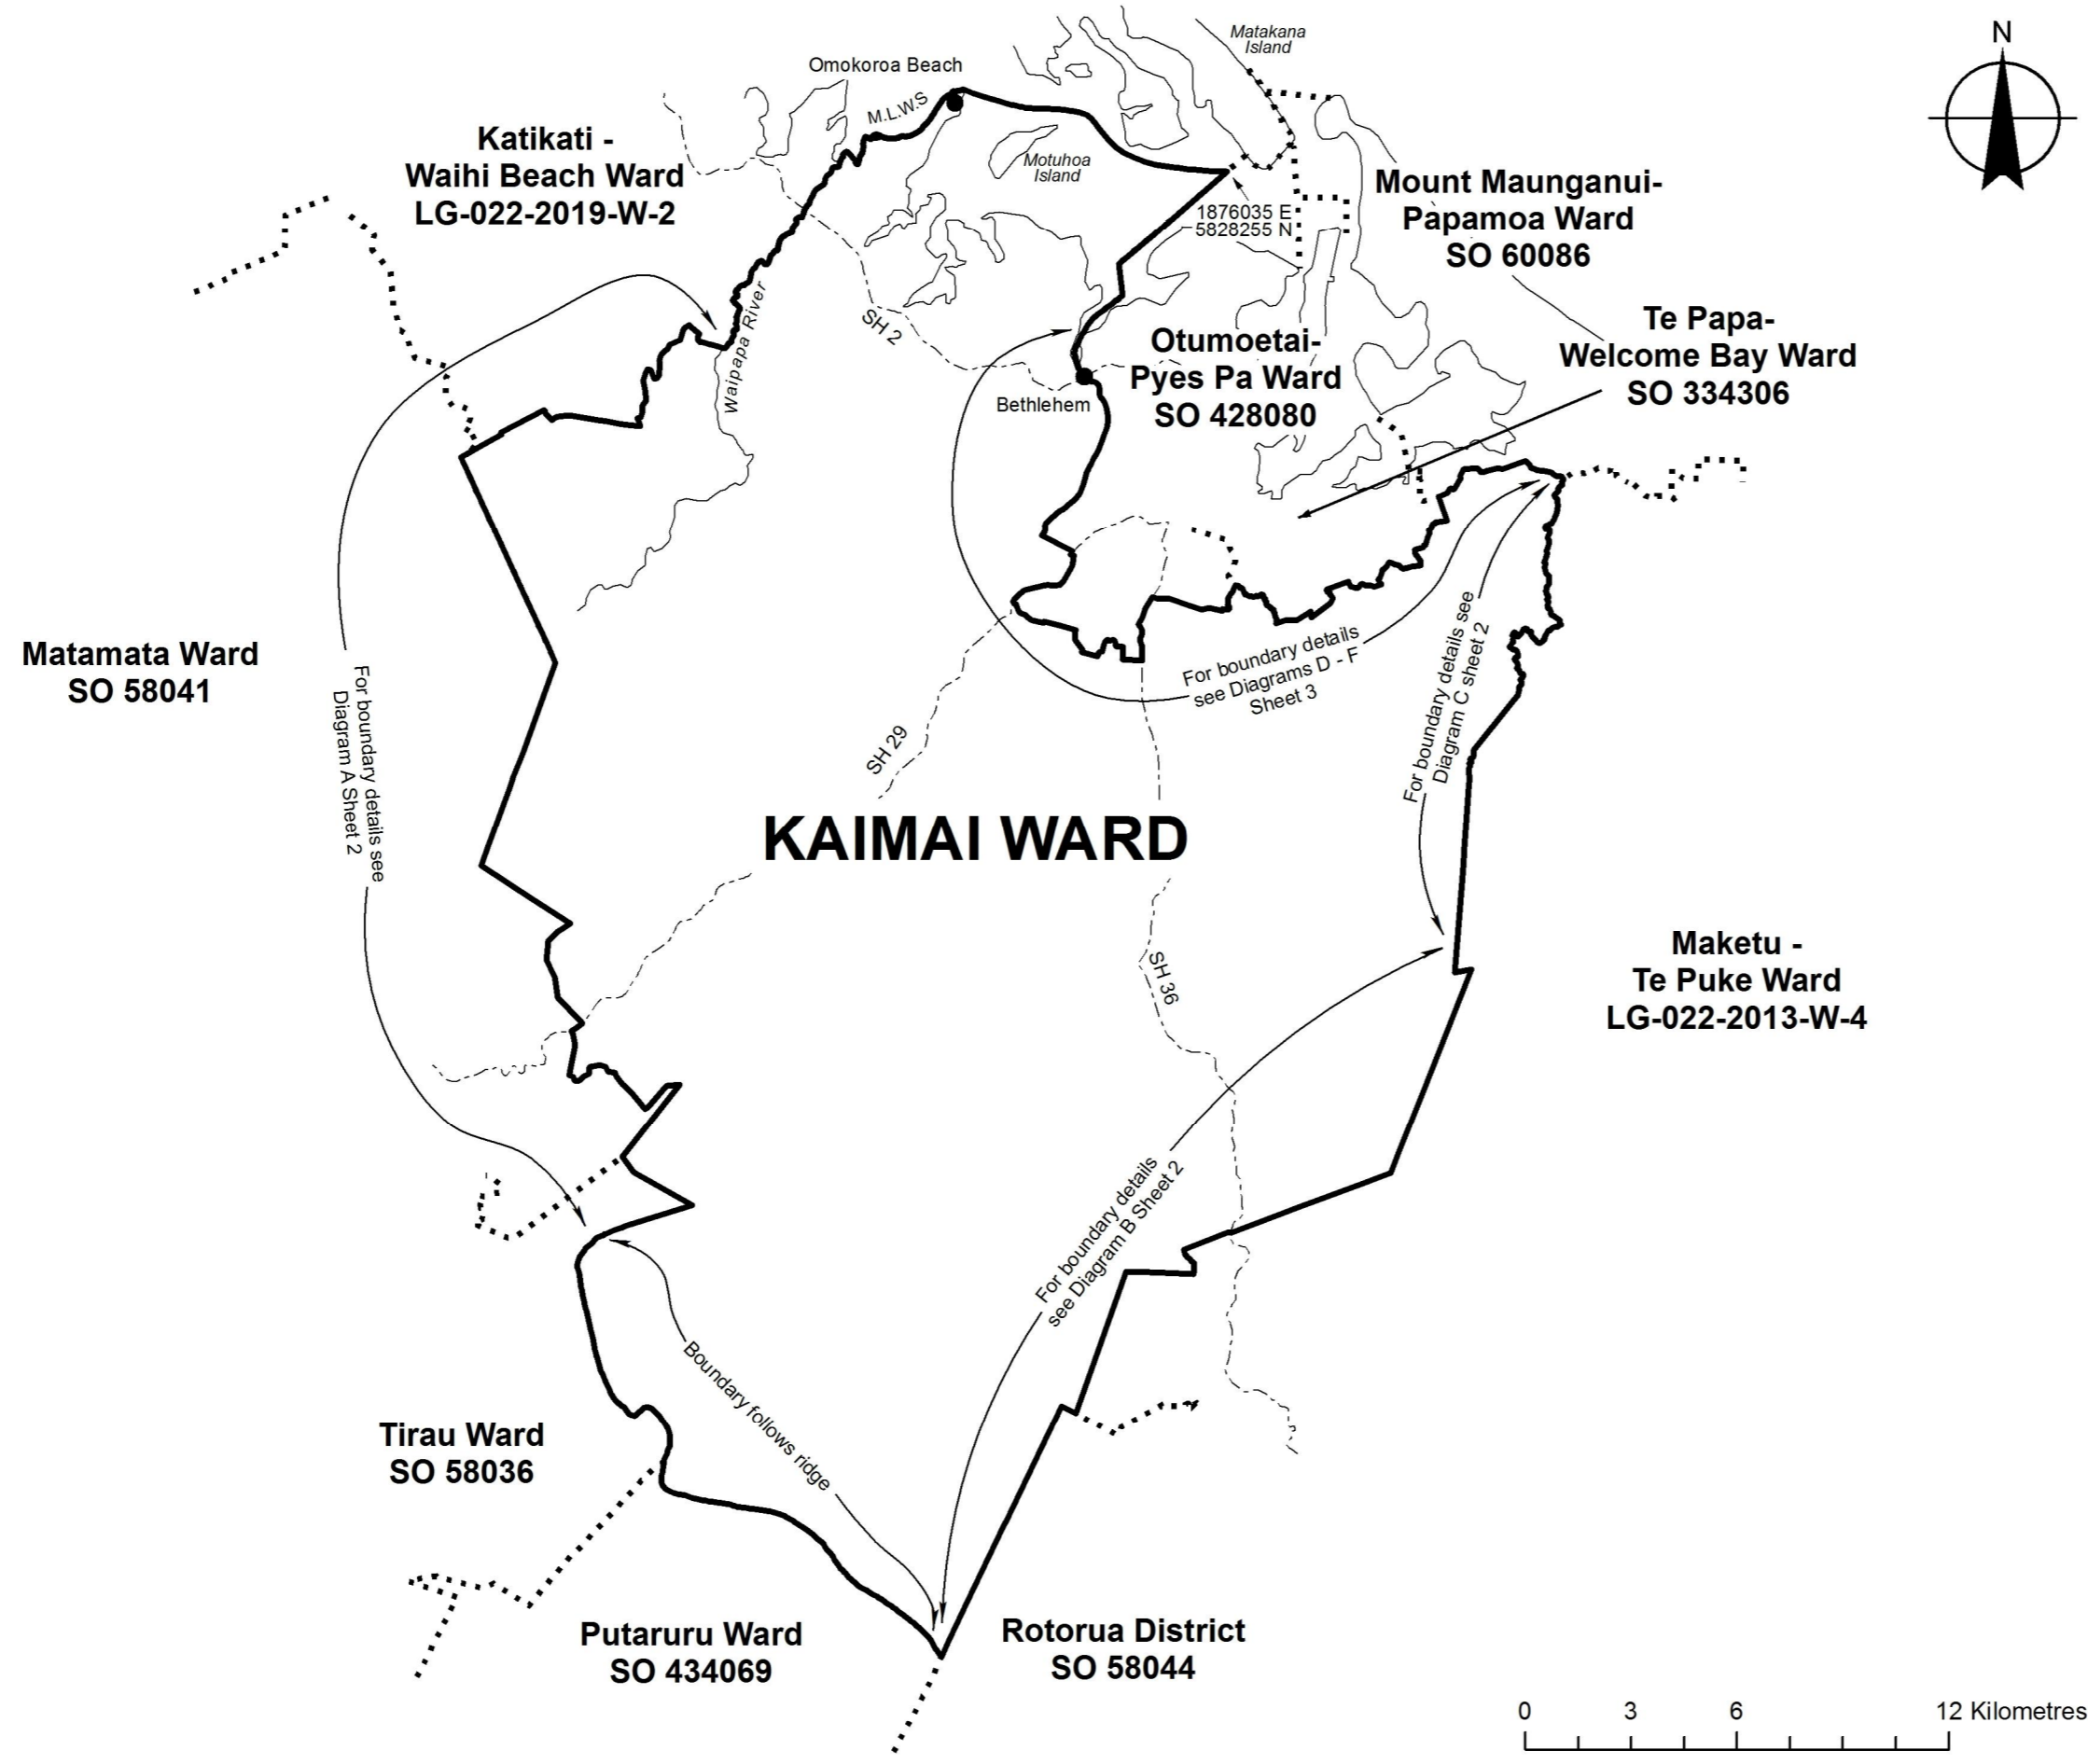 N
Matakana
Island
Omokoroa Beach
M.L.W.S
Katikati -
Waihi Beach Ward
LG-022-2019-W-2
Motuhoa
Island
Mount Maunganui-
Papamoa Ward
SO 60086
1876035 E
5828255 N
Waipapa River
SH 2
Te Papa-
Welcome Bay Ward
SO 334306
Otumoetai-
Pyes Pa Ward
SO 428080
Bethlehem
Matamata Ward
SO 58041
For boundary details see
Diagram A Sheet 2
For boundary details
see Diagrams D - F
Sheet 3
For boundary details see
Diagram C sheet 2
SH 29
KAIMAI WARD
SH 36
Maketu -
Te Puke Ward
LG-022-2013-W-4
For boundary details
see Diagram B Sheet 2
Boundary follows ridge
Tirau Ward
SO 58036
Putaruru Ward
SO 434069
Rotorua District
SO 58044
0 3 6 12 Kilometres